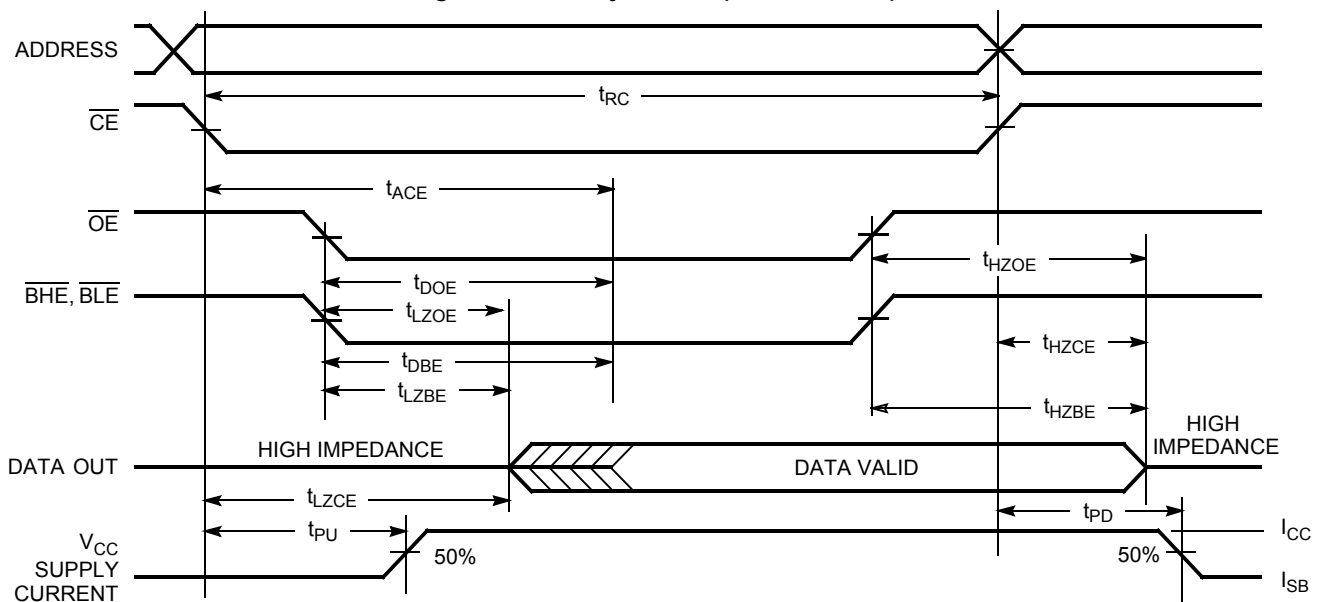 ADDRESS
tRC
CE
tACE
OE
tHZOE
tDOE
BHE, BLE
tLZOE
tHZCE
tDBE
tLZBE
tHZBE
HIGH IMPEDANCE
HIGH
IMPEDANCE
DATA OUT
DATA VALID
tLZCE
tPU
tPD
VCC
SUPPLY
CURRENT
50%
50%
ICC
ISB